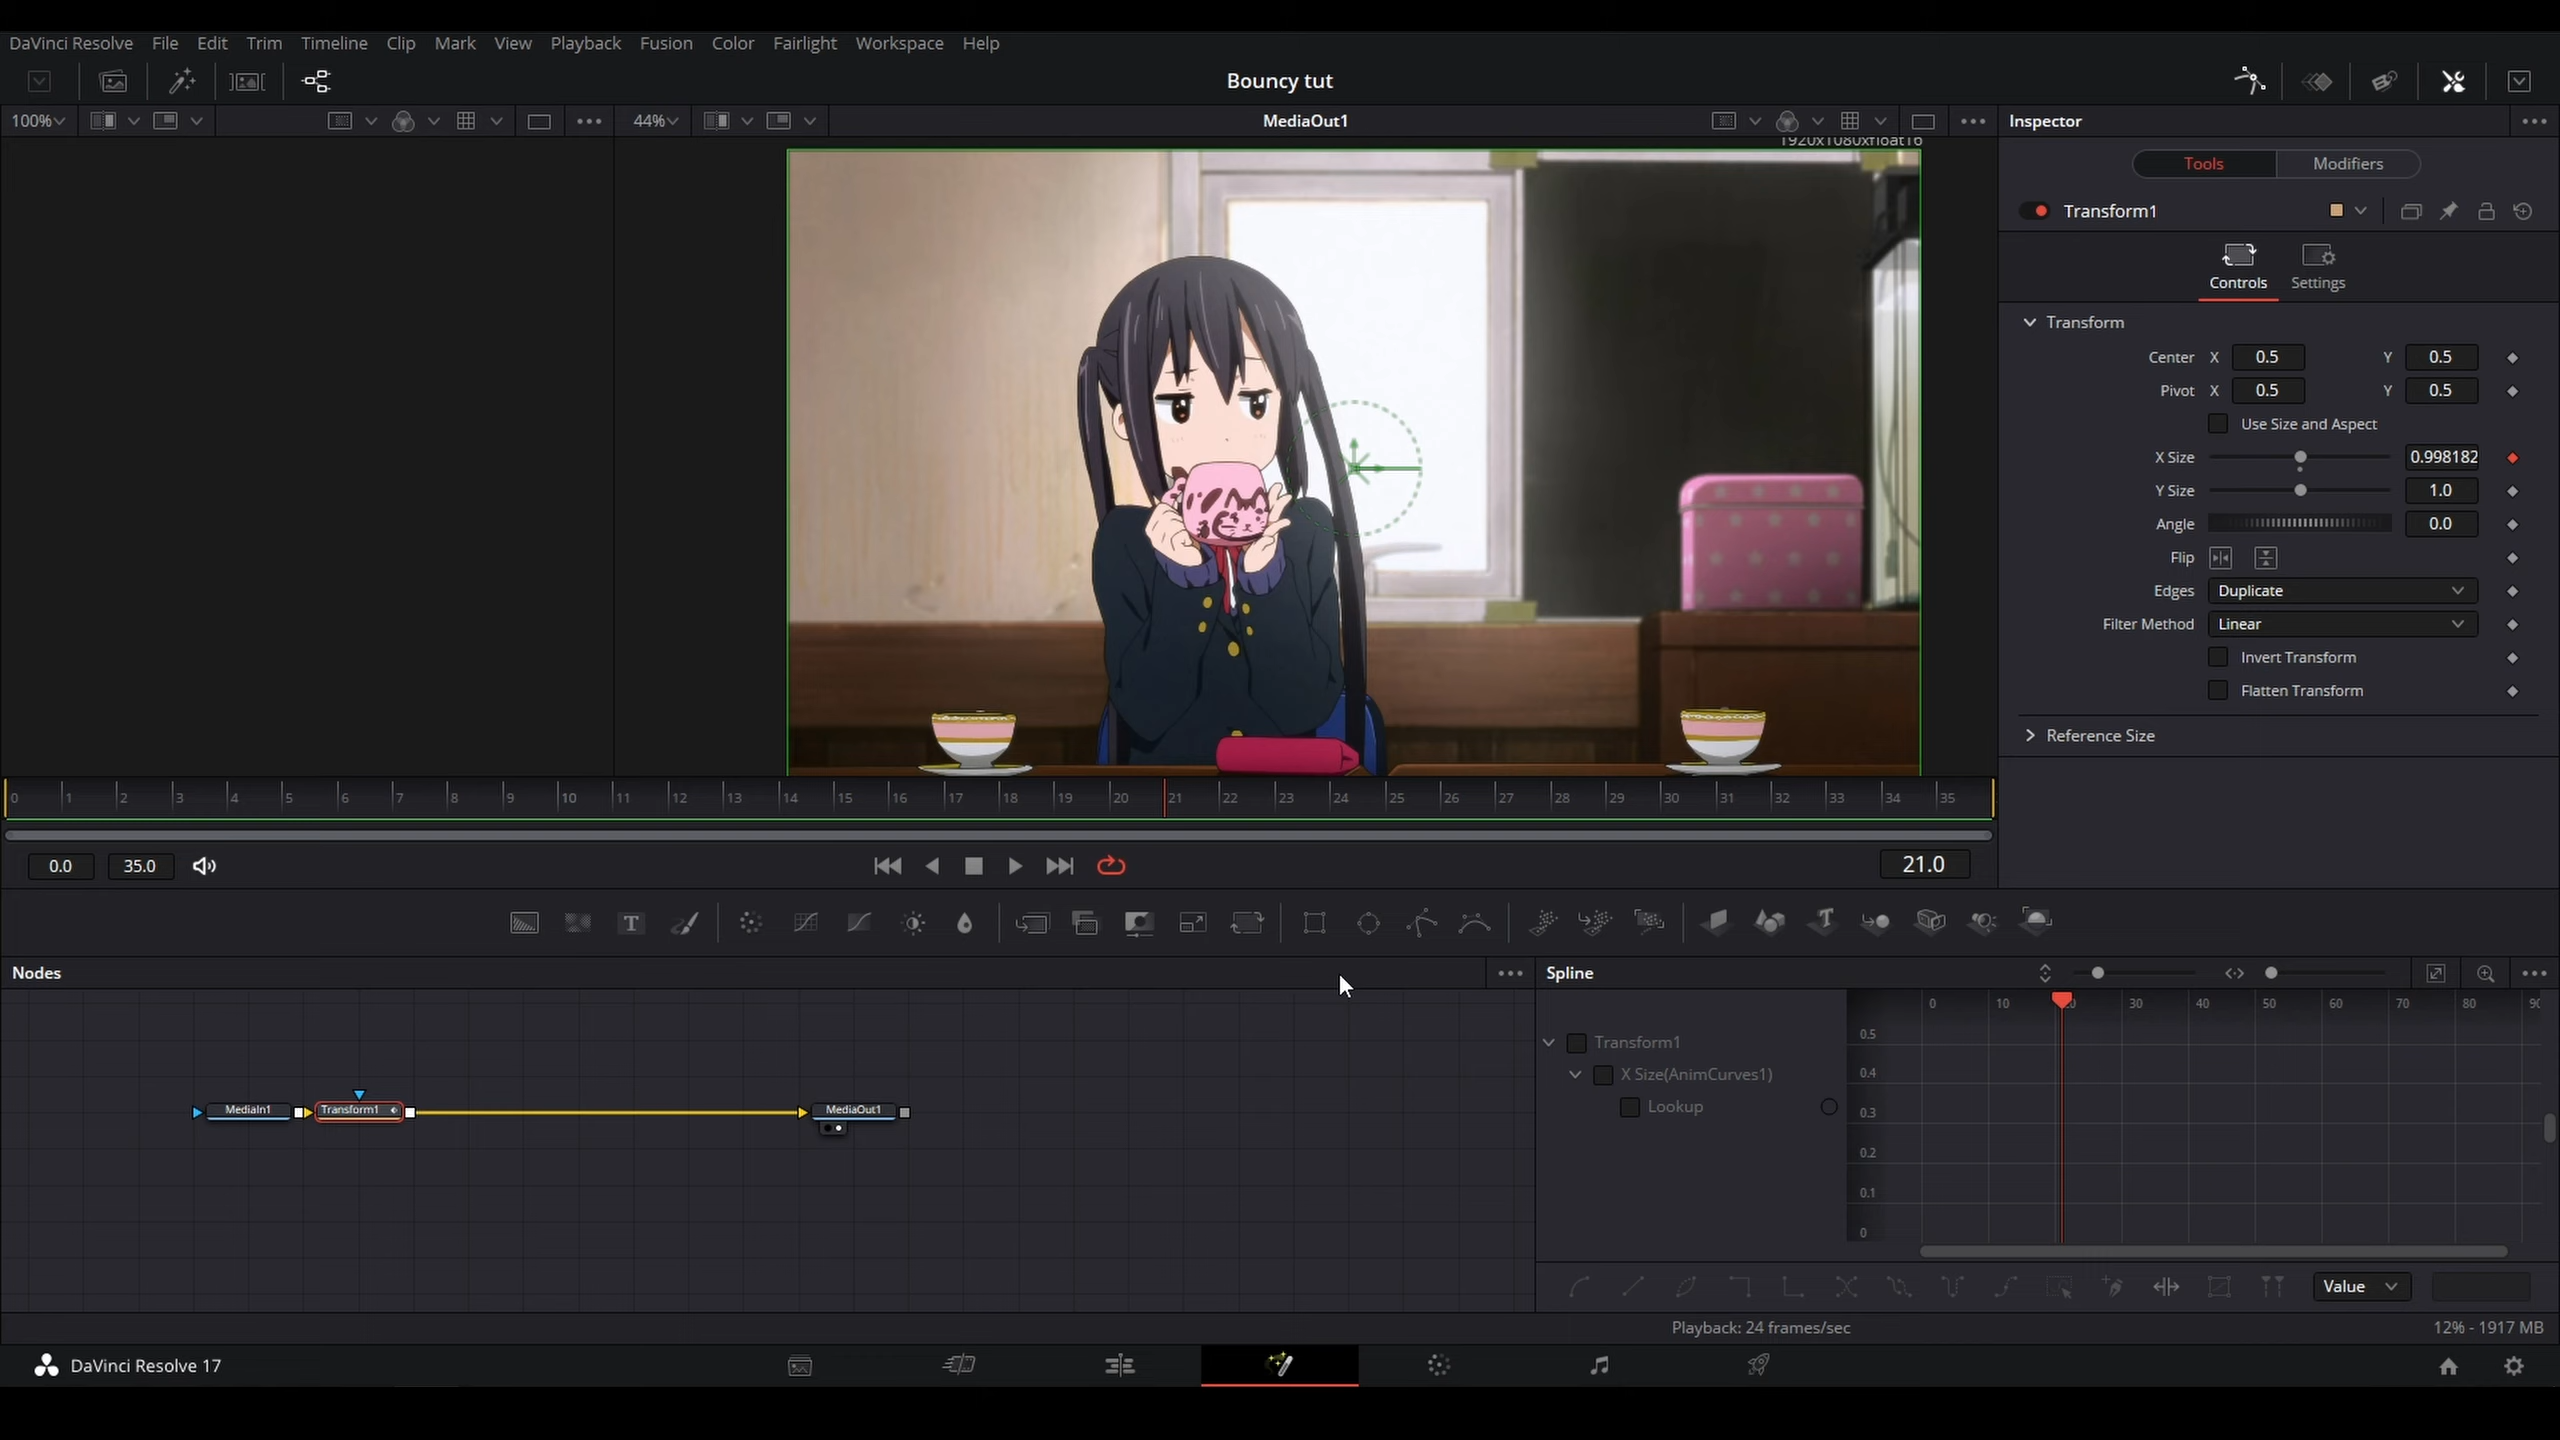 DaVinci Resolve File Edit Trim Timeline Clip Mark View Playback Fusion Color Fairlight Workspace Help
Bouncy tut
100%
44%
MediaOut1
Inspector
1920x1080xfloat16
Tools
Modifiers
Transform1
Controls
Settings
Transform
Center X 0.5 Y 0.5
Pivot X 0.5 Y 0.5
Use Size and Aspect
X Size 0.998182
Y Size 1.0
Angle 0.0
Flip
Edges Duplicate
Filter Method Linear
Invert Transform
Flatten Transform
Reference Size
0 1 2 3 4 5 6 7 8 9 10 11 12 13 14 15 16 17 18 19 20 21 22 23 24 25 26 27 28 29 30 31 32 33 34 35
0.0 35.0
21.0
T
T
Nodes
Spline
0 10 20 30 40 50 60 70 80 90
MediaIn1
Transform1
MediaOut1
Transform1
X Size(AnimCurves1)
Lookup
0.5
0.4
0.3
0.2
0.1
0
Value
Playback: 24 frames/sec
12% - 1917 MB
DaVinci Resolve 17